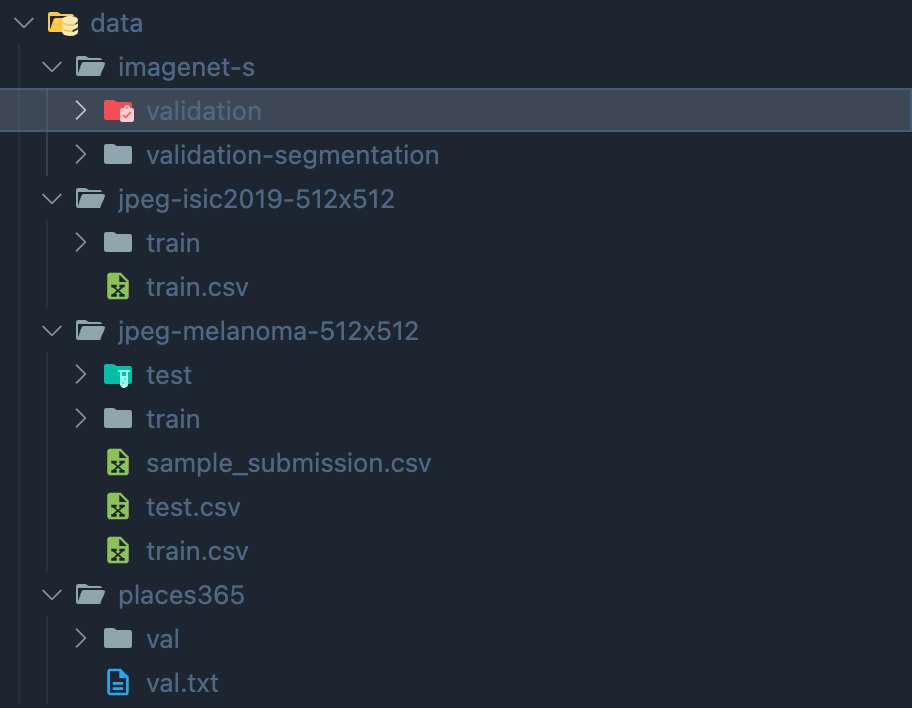 data
imagenet-s
validation
validation-segmentation
jpeg-isic2019-512x512
train
train.csv
jpeg-melanoma-512x512
test
train
sample_submission.csv
test.csv
train.csv
places365
val
val.txt